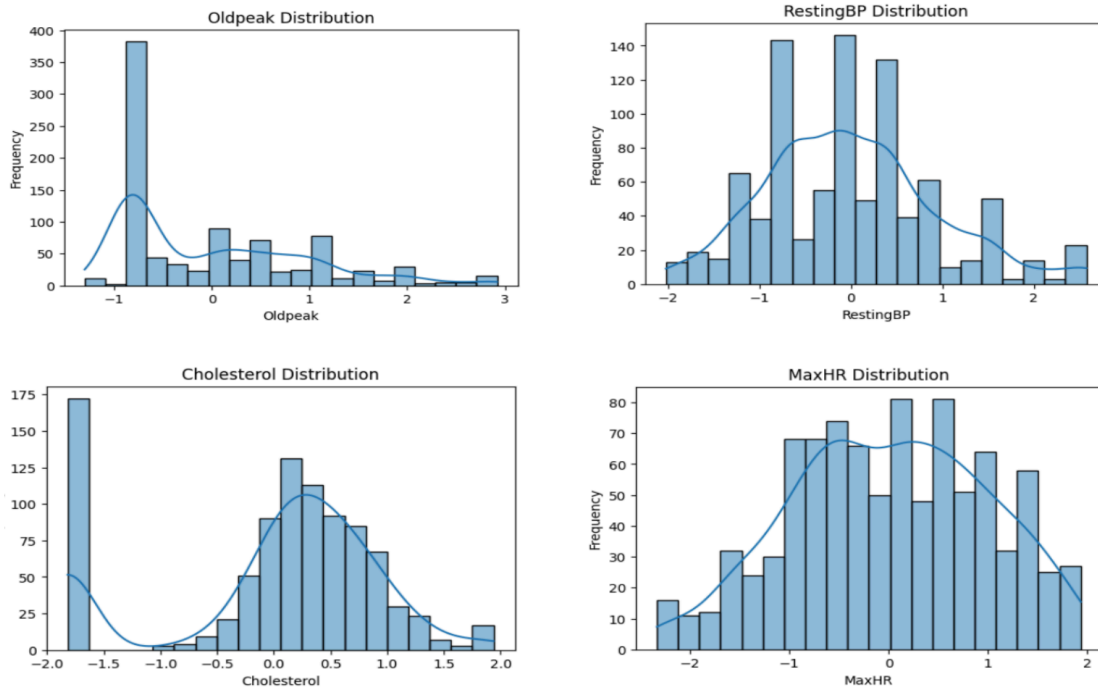 Oldpeak Distribution
Frequency
400
350
300
250
200
150
100
50
0
−1 0 1 2 3
Oldpeak
RestingBP Distribution
Frequency
140
120
100
80
60
40
20
0
−2 −1 0 1 2
RestingBP
Cholesterol Distribution
175
150
125
100
75
50
25
0
−2.0 −1.5 −1.0 −0.5 0.0 0.5 1.0 1.5 2.0
Cholesterol
MaxHR Distribution
Frequency
80
70
60
50
40
30
20
10
0
−2 −1 0 1 2
MaxHR